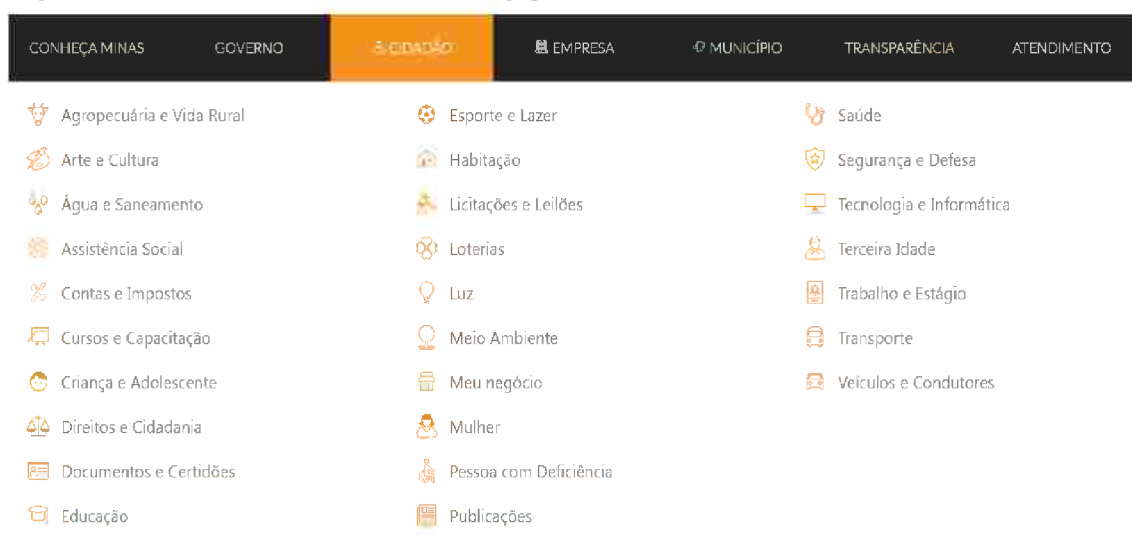 CONHEÇA MINAS GOVERNO CIDADÃO EMPRESA MUNICÍPIO TRANSPARÊNCIA ATENDIMENTO
Agropecuária e Vida Rural
Arte e Cultura
Água e Saneamento
Assistência Social
Contas e Impostos
Cursos e Capacitação
Criança e Adolescente
Direitos e Cidadania
Documentos e Certidões
Educação
Esporte e Lazer
Habitação
Licitações e Leilões
Loterias
Luz
Meio Ambiente
Meu negócio
Mulher
Pessoa com Deficiência
Publicações
Saúde
Segurança e Defesa
Tecnologia e Informática
Terceira Idade
Trabalho e Estágio
Transporte
Veículos e Condutores